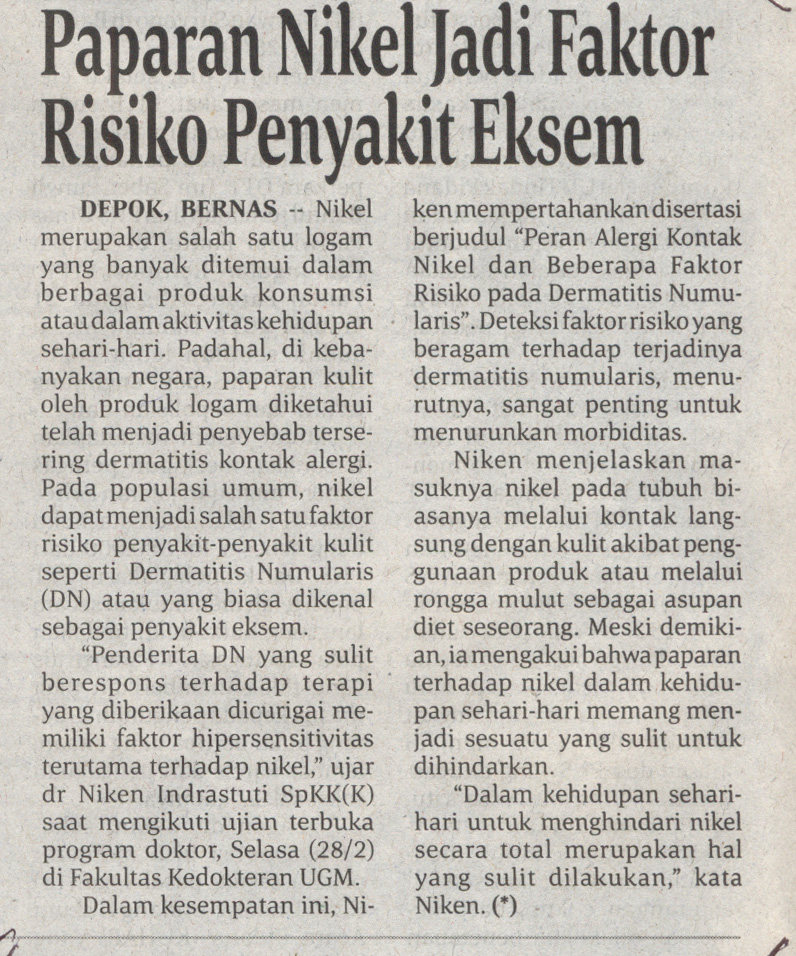 Paparan Nikel Jadi Faktor
Risiko Penyakit Eksem
DEPOK, BERNAS -- Nikel
merupakan salah satu logam
yang banyak ditemui dalam
berbagai produk konsumsi
atau dalam aktivitas kehidupan
sehari-hari. Padahal, di keba-
nyakan negara, paparan kulit
oleh produk logam diketahui
telah menjadi penyebab terse-
ring dermatitis kontak alergi.
Pada populasi umum, nikel
dapat menjadi salah satu faktor
risiko penyakit-penyakit kulit
seperti Dermatitis Numularis
(DN) atau yang biasa dikenal
sebagai penyakit eksem.
“Penderita DN yang sulit
berespons terhadap terapi
yang diberikaan dicurigai me-
miliki faktor hipersensitivitas
terutama terhadap nikel,” ujar
dr Niken Indrastuti SpKK(K)
saat mengikuti ujian terbuka
program doktor, Selasa (28/2)
di Fakultas Kedokteran UGM.
Dalam kesempatan ini, Ni-
ken mempertahankan disertasi
berjudul “Peran Alergi Kontak
Nikel dan Beberapa Faktor
Risiko pada Dermatitis Numu-
laris”. Deteksi faktor risiko yang
beragam terhadap terjadinya
dermatitis numularis, menu-
rutnya, sangat penting untuk
menurunkan morbiditas.
Niken menjelaskan ma-
suknya nikel pada tubuh bi-
asanya melalui kontak lang-
sung dengan kulit akibat peng-
gunaan produk atau melalui
rongga mulut sebagai asupan
diet seseorang. Meski demiki-
an, ia mengakui bahwa paparan
terhadap nikel dalam kehidu-
pan sehari-hari memang men-
jadi sesuatu yang sulit untuk
dihindarkan.
“Dalam kehidupan sehari-
hari untuk menghindari nikel
secara total merupakan hal
yang sulit dilakukan,” kata
Niken. (*)